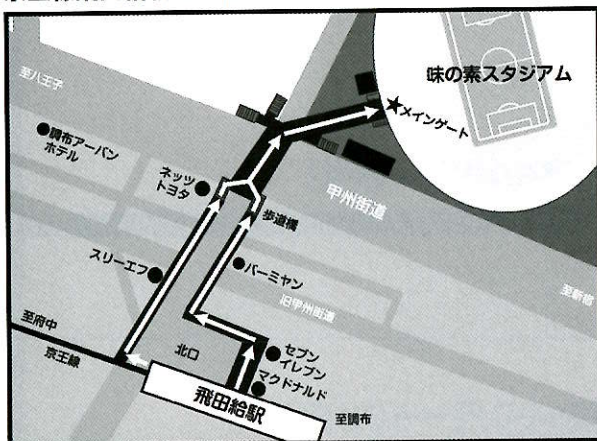 味の素スタジアム
至八王子
★メインゲート
調布アーバン
ホテル
ネッツ
トヨタ
甲州街道
歩道橋
スリーエフ
バーミヤン
旧甲州街道
至新宿
至府中
京王線
北口
セブン
イレブン
マクドナルド
飛田給駅
至調布